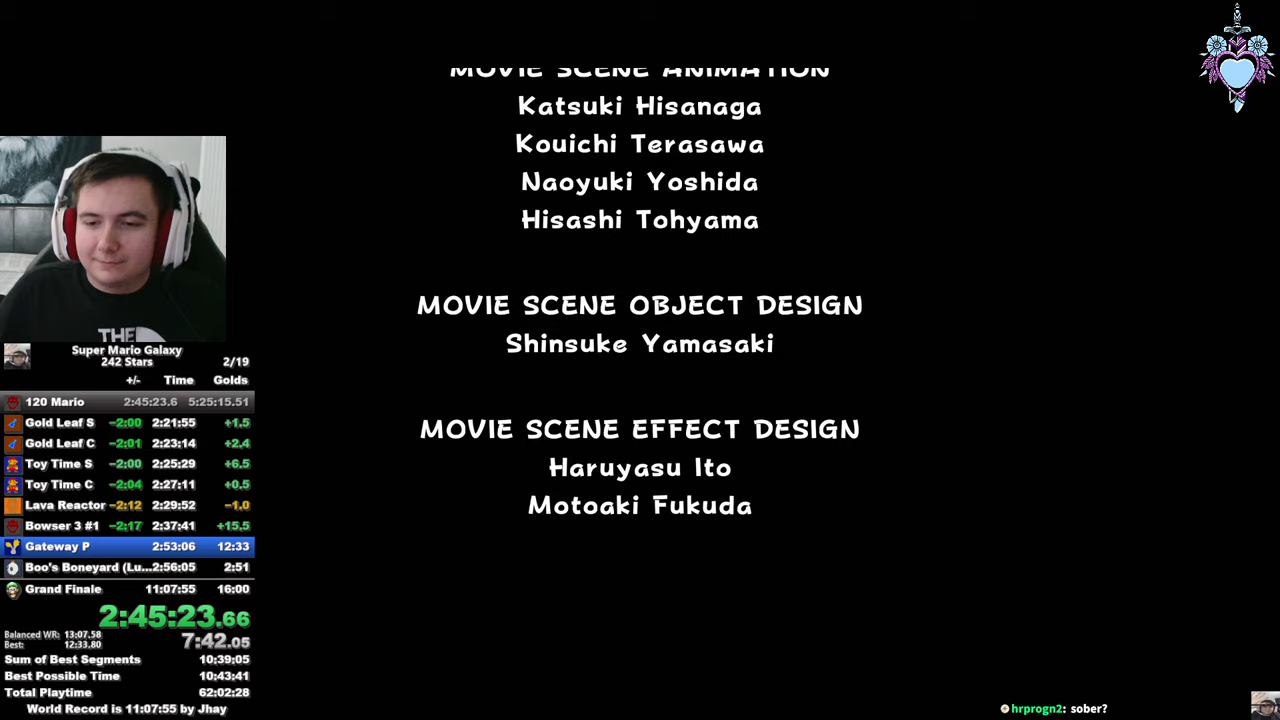 MOVIE SCENE ANIMATION
Katsuki Hisanaga
Kouichi Terasawa
Naoyuki Yoshida
Hisashi Tohyama
MOVIE SCENE OBJECT DESIGN
Shinsuke Yamasaki
MOVIE SCENE EFFECT DESIGN
Haruyasu Ito
Motoaki Fukuda
THE
Super Mario Galaxy
242 Stars 2/19
+/- Time Golds
120 Mario 2:45:23.6 5:25:15.51
Gold Leaf S −2:00 2:21:55 +1.5
Gold Leaf C −2:01 2:23:14 +2.4
Toy Time S −2:00 2:25:29 +6.5
Toy Time C −2:04 2:27:11 +0.5
Lava Reactor −2:12 2:29:52 −1.0
Bowser 3 #1 −2:17 2:37:41 +15.5
Gateway P 2:53:06 12:33
Boo's Boneyard (Lu... 2:56:05 2:51
Grand Finale 11:07:55 16:00
2:45:23.66
Balanced WR: 13:07.58
Best: 12:33.80
7:42.05
Sum of Best Segments 10:39:05
Best Possible Time 10:43:41
Total Playtime 62:02:28
World Record is 11:07:55 by Jhay
hrprogn2: sober?